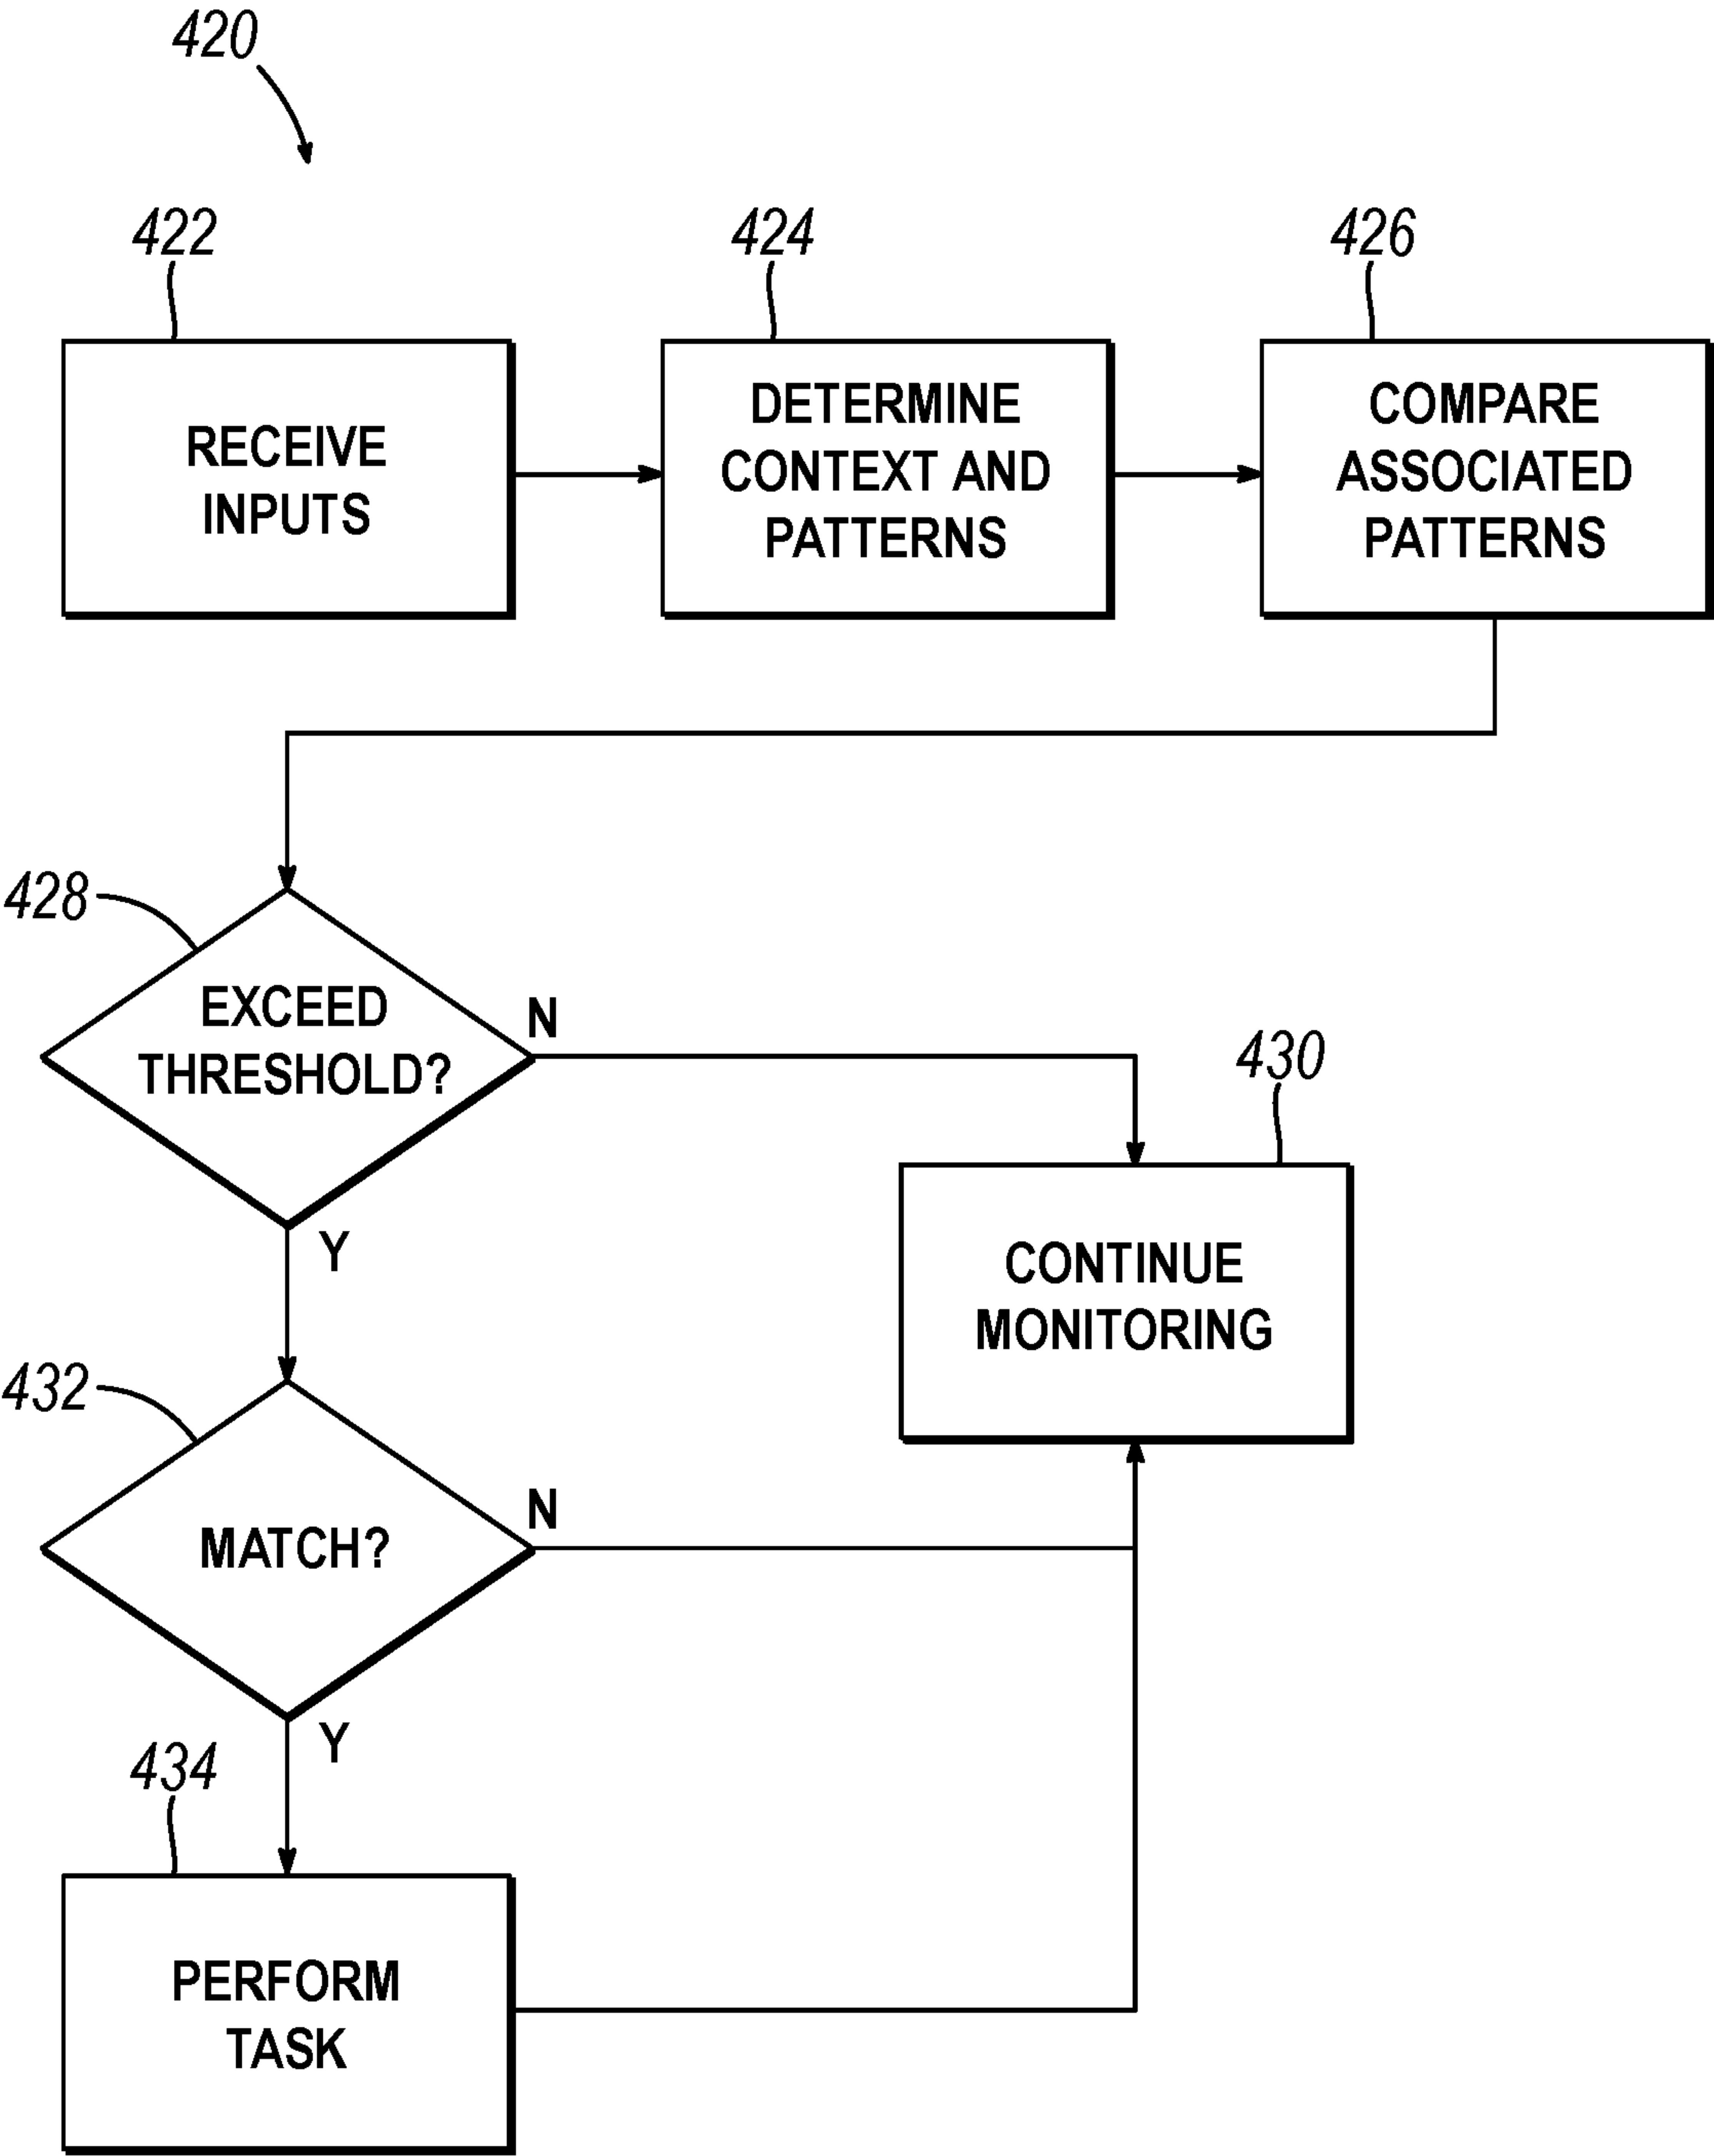 420
422
424
426
RECEIVE
INPUTS
DETERMINE
CONTEXT AND
PATTERNS
COMPARE
ASSOCIATED
PATTERNS
428
EXCEED
THRESHOLD?
N
Y
430
CONTINUE
MONITORING
432
MATCH?
N
Y
434
PERFORM
TASK